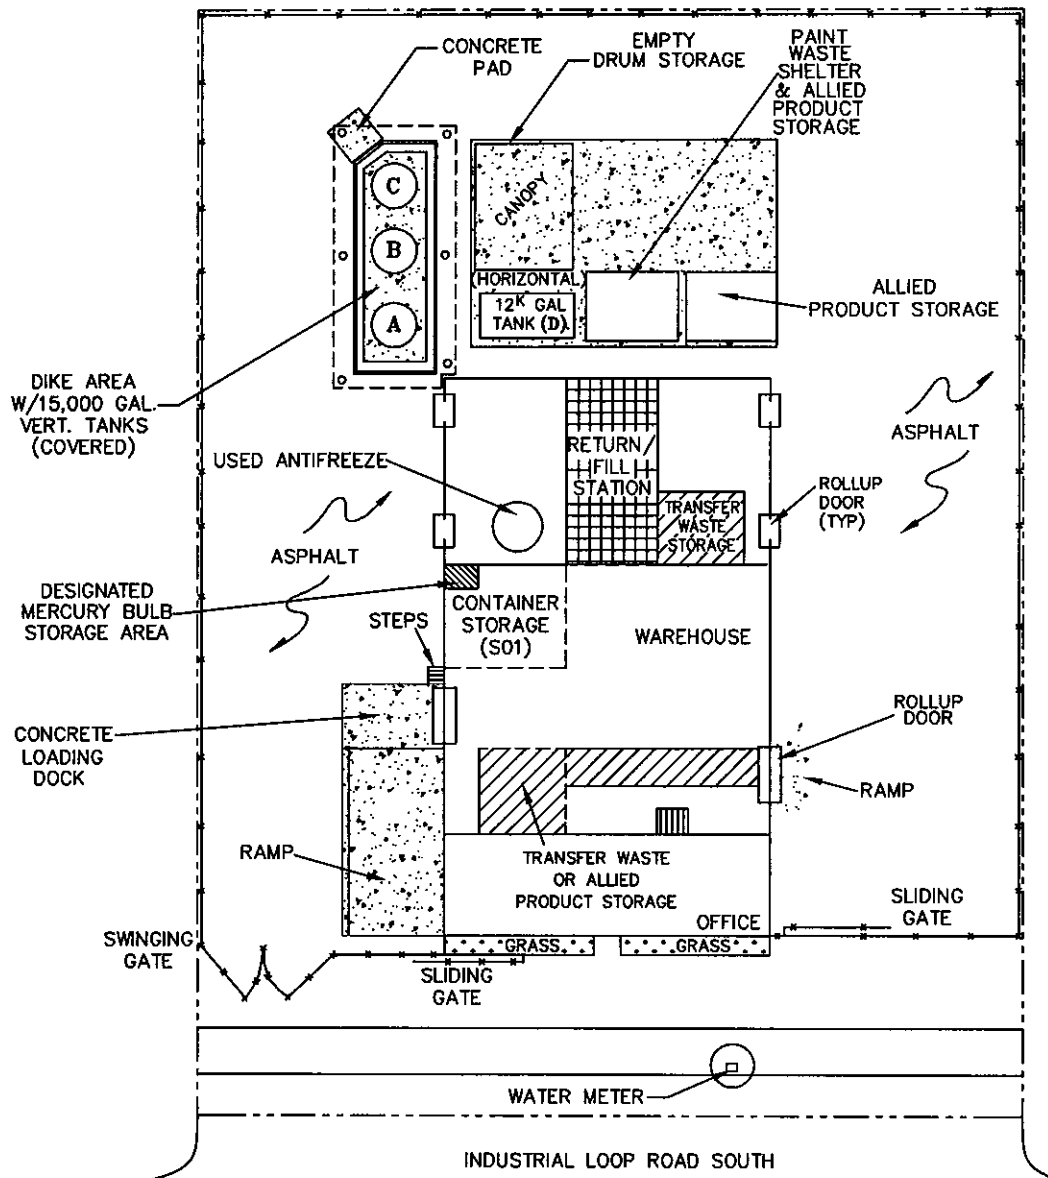 CONCRETE
PAD
EMPTY
DRUM STORAGE
PAINT
WASTE
SHELTER
& ALLIED
PRODUCT
STORAGE
C
B
A
CANOPY
(HORIZONTAL)
12K GAL
TANK (D)
ALLIED
PRODUCT STORAGE
DIKE AREA
W/15,000 GAL.
VERT. TANKS
(COVERED)
ASPHALT
USED ANTIFREEZE
RETURN/
FILL
STATION
TRANSFER
WASTE
STORAGE
ROLLUP
DOOR
(TYP)
ASPHALT
DESIGNATED
MERCURY BULB
STORAGE AREA
STEPS
CONTAINER
STORAGE
(S01)
WAREHOUSE
CONCRETE
LOADING
DOCK
ROLLUP
DOOR
RAMP
RAMP
TRANSFER WASTE
OR ALLIED
PRODUCT STORAGE
OFFICE
SLIDING
GATE
SWINGING
GATE
GRASS
GRASS
SLIDING
GATE
WATER METER
INDUSTRIAL LOOP ROAD SOUTH